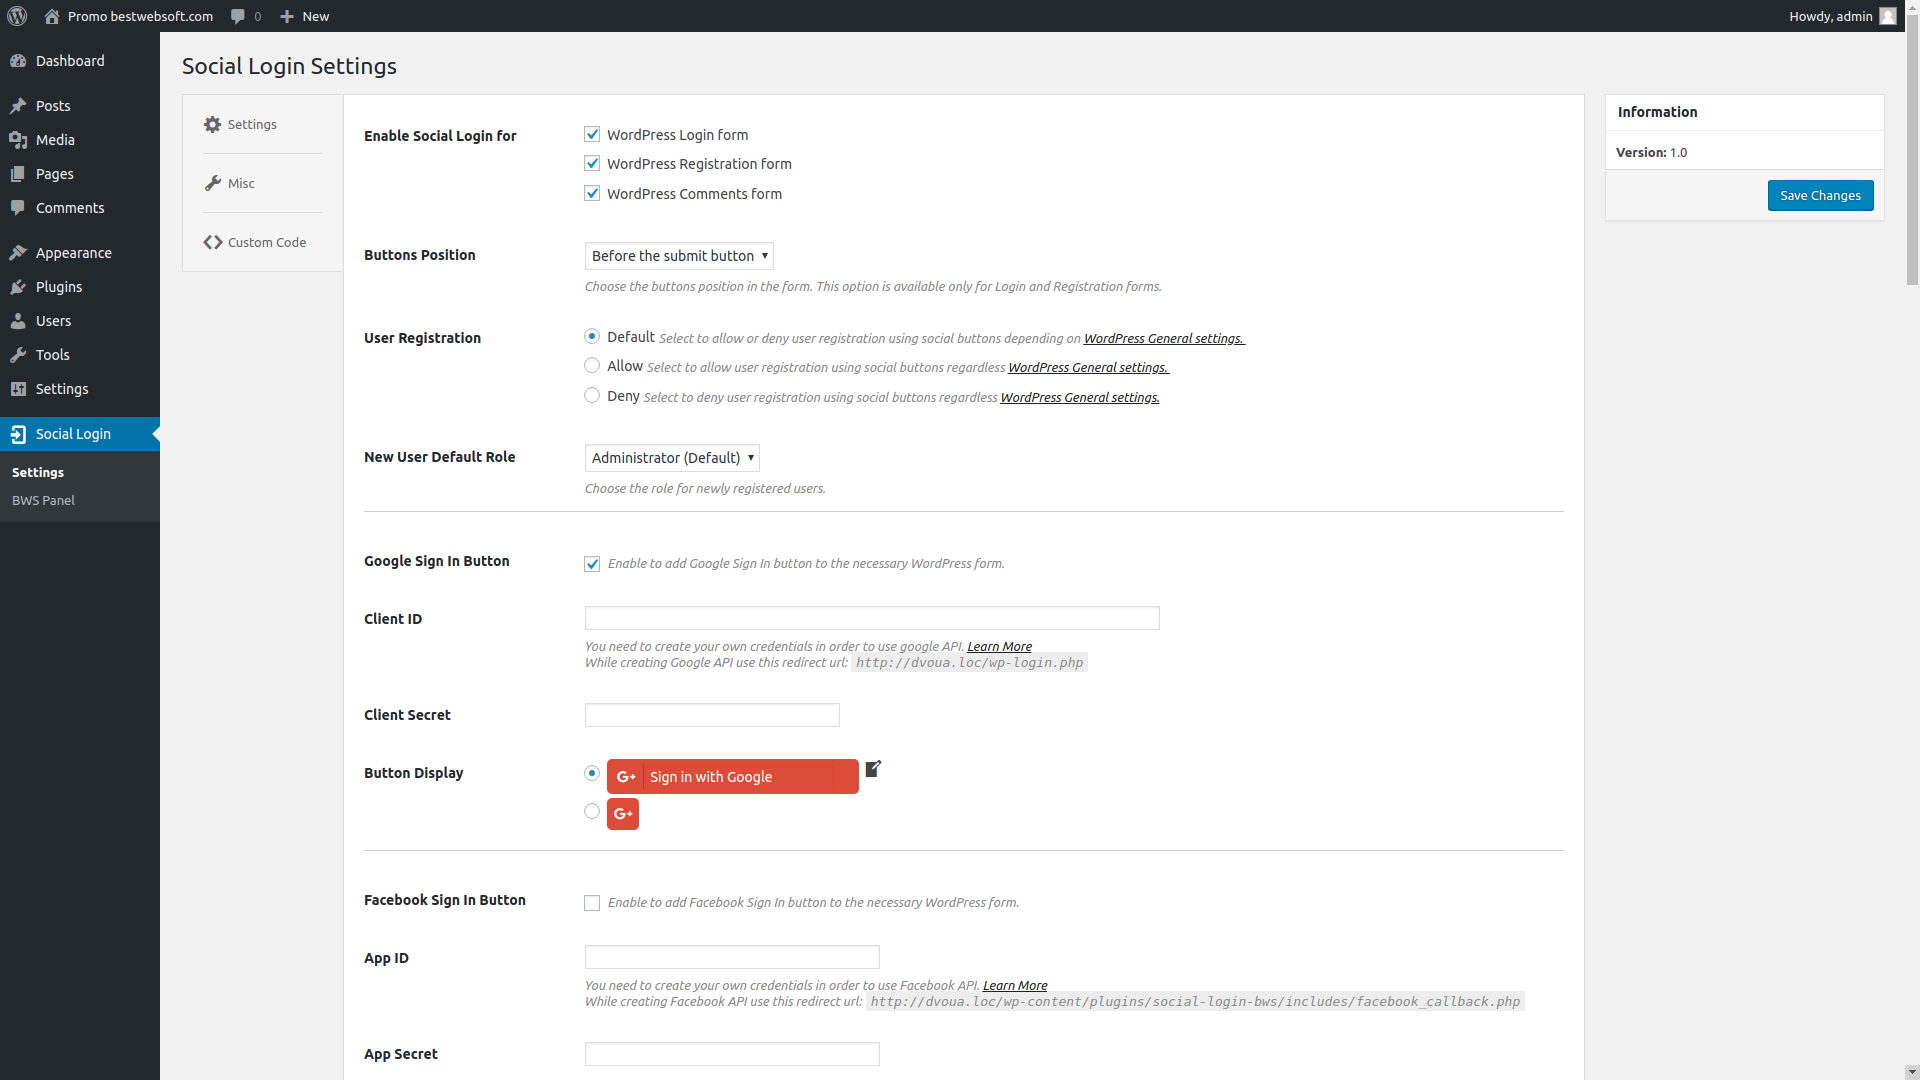 Promo bestwebsoft.com 0 New Howdy, admin
Dashboard
Posts
Media
Pages
Comments
Appearance
Plugins
Users
Tools
Settings
Social Login
Settings
BWS Panel
Social Login Settings
Settings
Misc
Custom Code
Enable Social Login for
WordPress Login form
WordPress Registration form
WordPress Comments form
Buttons Position
Before the submit button
Choose the buttons position in the form. This option is available only for Login and Registration forms.
User Registration
Default Select to allow or deny user registration using social buttons depending on WordPress General settings.
Allow Select to allow user registration using social buttons regardless WordPress General settings.
Deny Select to deny user registration using social buttons regardless WordPress General settings.
New User Default Role
Administrator (Default)
Choose the role for newly registered users.
Google Sign In Button
Enable to add Google Sign In button to the necessary WordPress form.
Client ID
You need to create your own credentials in order to use google API. Learn More
While creating Google API use this redirect url: http://dvoua.loc/wp-login.php
Client Secret
Button Display
G+ Sign in with Google
G+
Facebook Sign In Button
Enable to add Facebook Sign In button to the necessary WordPress form.
App ID
You need to create your own credentials in order to use Facebook API. Learn More
While creating Facebook API use this redirect url: http://dvoua.loc/wp-content/plugins/social-login-bws/includes/facebook_callback.php
App Secret
Information
Version: 1.0
Save Changes